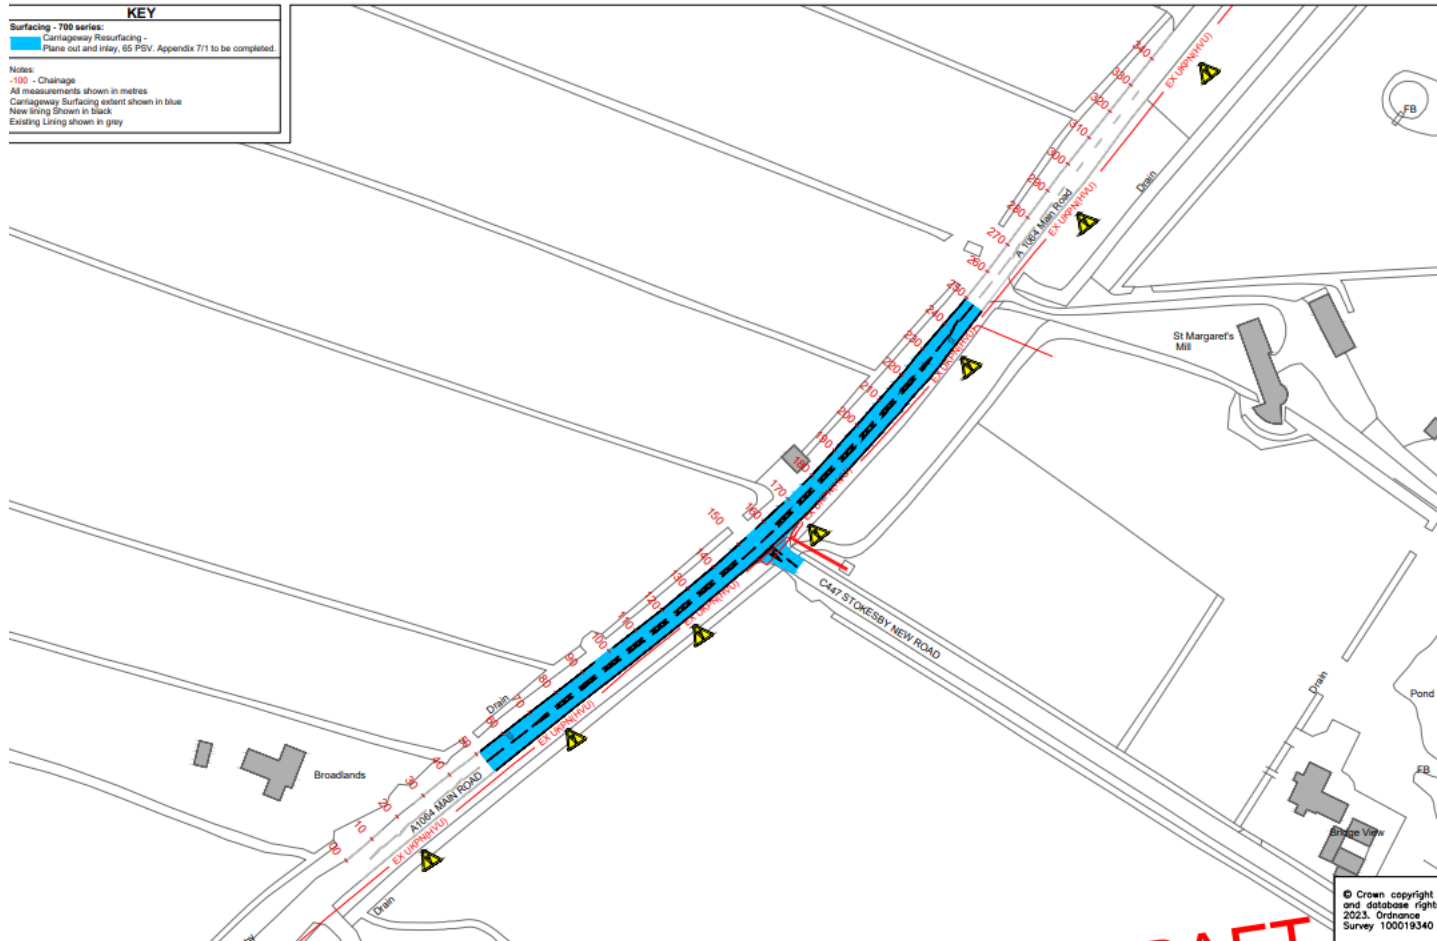 KEY
Surfacing - 700 series:
Carriageway Resurfacing -
Plane out and inlay, 65 PSV. Appendix 7/1 to be completed.
Notes:
-100 - Chainage
All measurements shown in metres
Carriageway Surfacing extent shown in blue
New lining Shown in black
Existing Lining shown in grey
340
EX UKPN(HVU)
330
320
FB
310
300
290
Drain
280
A 1064 Main Road
EX UKPN(HVU)
270
260
250
240
St Margaret's
Mill
230
EX UKPN(HVU)
220
210
200
190
180
170
160
150
140
130
EX UKPN(HVU)
120
C447 STOKESBY NEW ROAD
110
100
90
80
Drain
70
Drain
60
Pond
EX UKPN(HVU)
50
40
Broadlands
30
FB
A1064 MAIN ROAD
20
10
Bridge View
00
EX UKPN(HVU)
Drain
© Crown copyright
and database right
2023. Ordnance
Survey 100019340